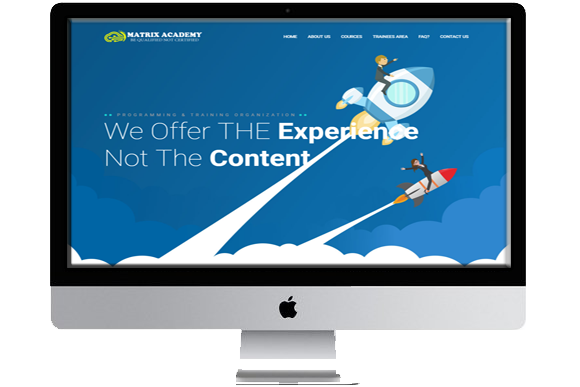 MATRIX ACADEMY
BE QUALIFIED NOT CERTIFIED
HOME ABOUT US COURCES TRAINEES AREA FAQ? CONTACT US
PROGRAMMING & TRAINING ORGANIZATION
We Offer THE Experience
Not The Content